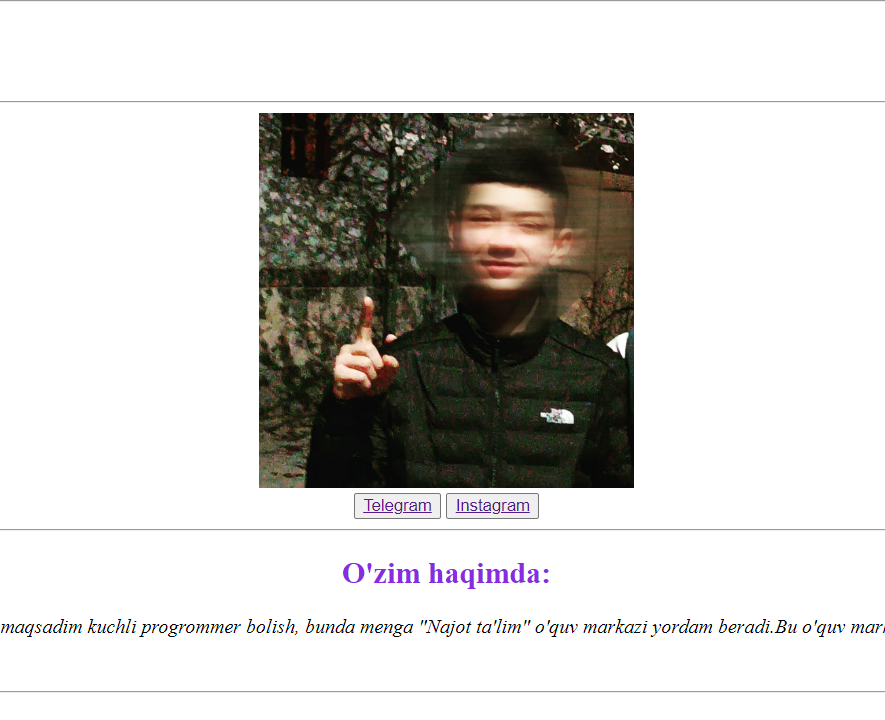 Telegram Instagram
O'zim haqimda:
maqsadim kuchli progrommer bolish, bunda menga "Najot ta'lim" o'quv markazi yordam beradi.Bu o'quv